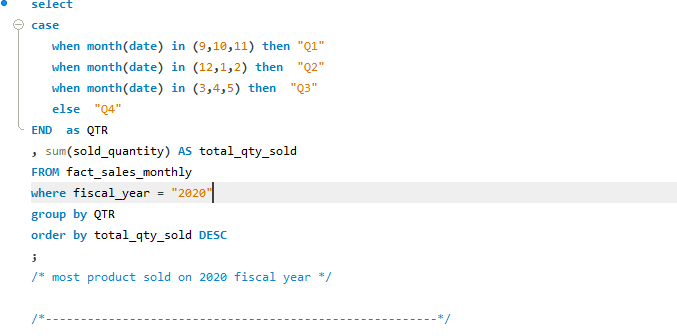 select
case
when month(date) in (9,10,11) then "Q1"
when month(date) in (12,1,2) then "Q2"
when month(date) in (3,4,5) then "Q3"
else "Q4"
END as QTR
, sum(sold_quantity) AS total_qty_sold
FROM fact_sales_monthly
where fiscal_year = "2020"
group by QTR
order by total_qty_sold DESC
;
/* most product sold on 2020 fiscal year */
/*--------------------------------------------------------*/